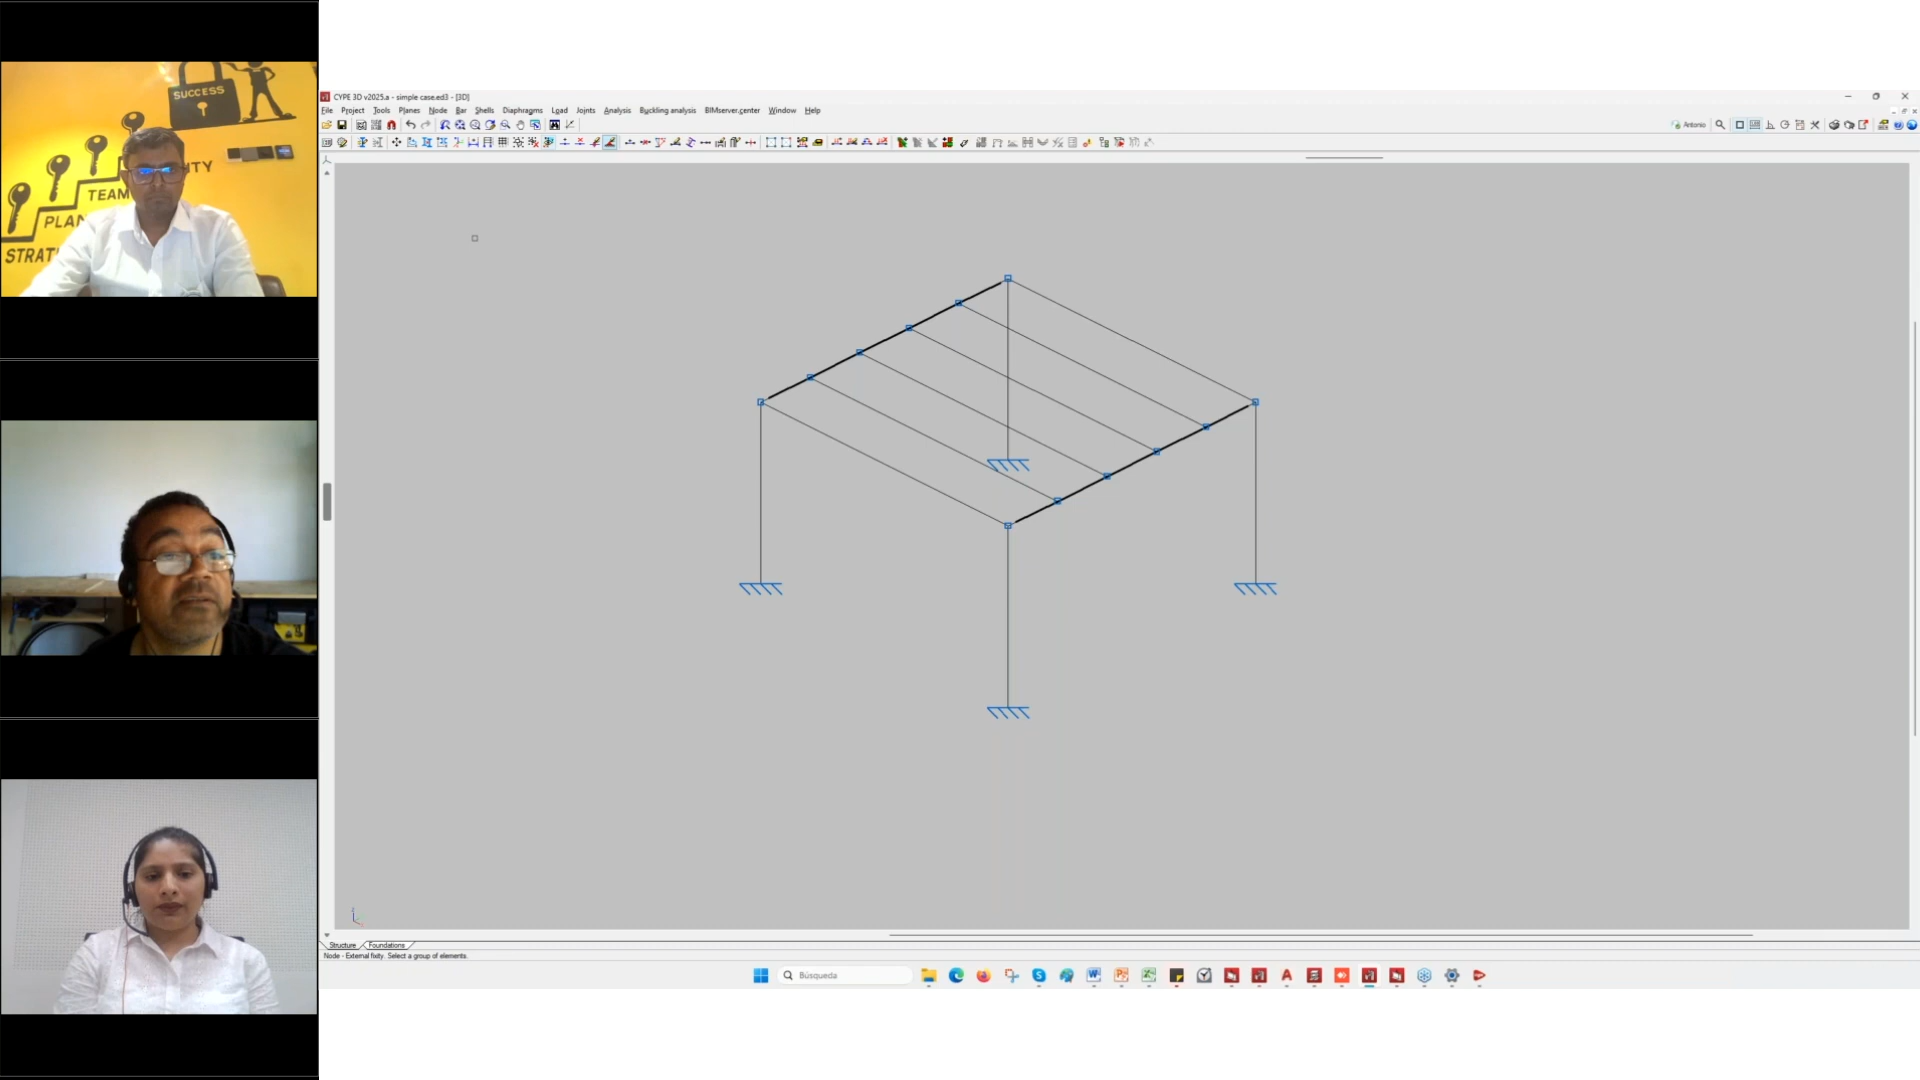 SUCCESS
TEAM
ITY
PLAN
STRAT
CYPE 3D v2025.a - simple case.ed3 - [3D]
File Project Tools Planes Node Bar Shells Diaphragms Load Joints Analysis Buckling analysis BIMserver.center Window Help
Antonio
Structure Foundations
Node - External fixity. Select a group of elements.
Búsqueda